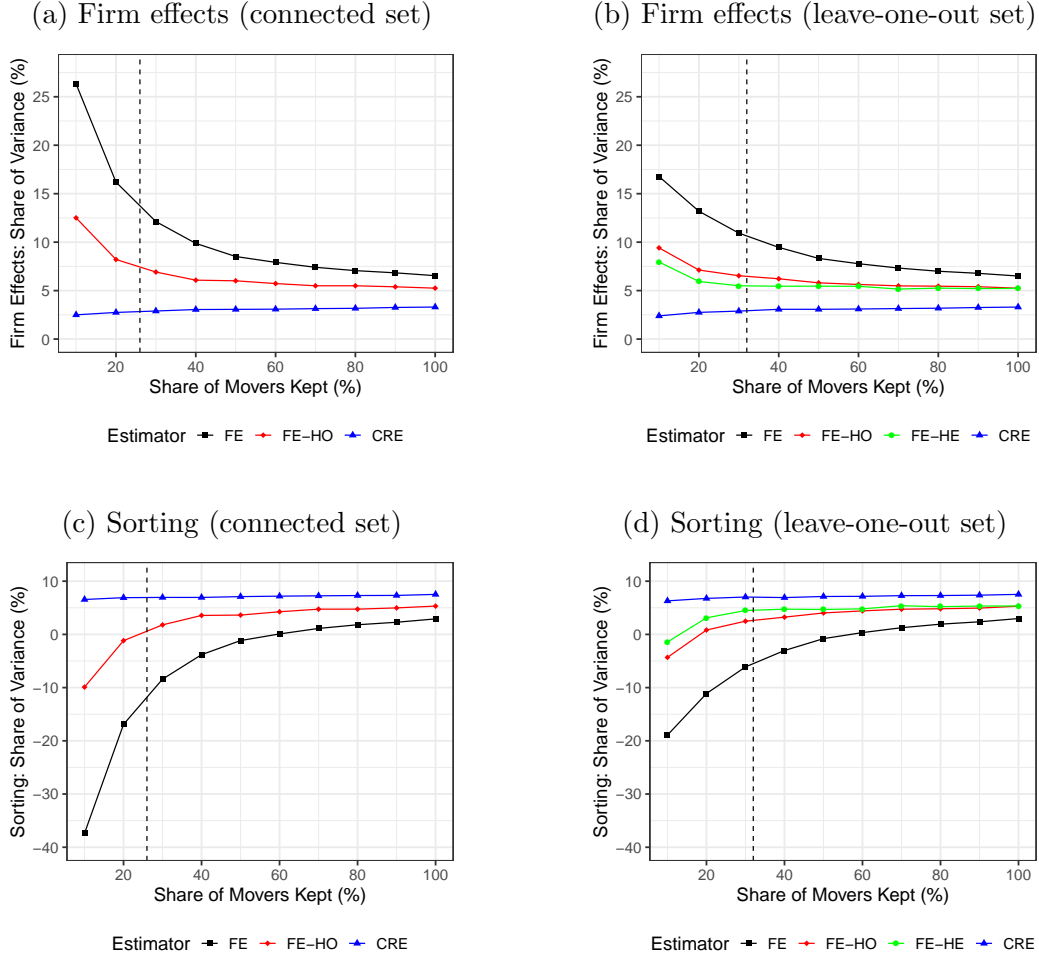 (a) Firm effects (connected set)
Firm Effects: Share of Variance (%)
25
20
15
10
5
0
20 40 60 80 100
Share of Movers Kept (%)
Estimator FE FE−HO CRE
(b) Firm effects (leave-one-out set)
Firm Effects: Share of Variance (%)
25
20
15
10
5
0
20 40 60 80 100
Share of Movers Kept (%)
Estimator FE FE−HO FE−HE CRE
(c) Sorting (connected set)
Sorting: Share of Variance (%)
10
0
−10
−20
−30
−40
20 40 60 80 100
Share of Movers Kept (%)
Estimator FE FE−HO CRE
(d) Sorting (leave-one-out set)
Sorting: Share of Variance (%)
10
0
−10
−20
−30
−40
20 40 60 80 100
Share of Movers Kept (%)
Estimator FE FE−HO FE−HE CRE